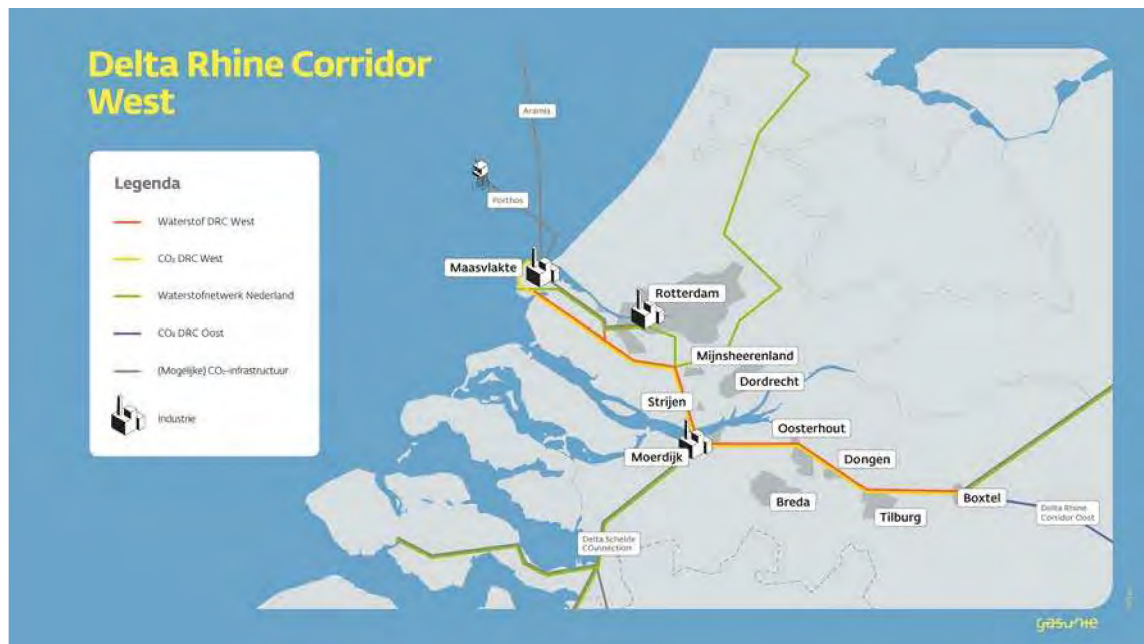 Delta Rhine Corridor
West
Legenda
Waterstof DRC West
CO₂ DRC West
Waterstofnetwerk Nederland
CO₂ DRC Oost
(Mogelijke) CO₂-infrastructuur
Industrie
Aramis
Porthos
Maasvlakte
Rotterdam
Mijnsheerenland
Dordrecht
Strijen
Oosterhout
Moerdijk
Dongen
Breda
Tilburg
Boxtel
Delta Rhine
Corridor Oost
Delta Schelde
COnnection
gasunie